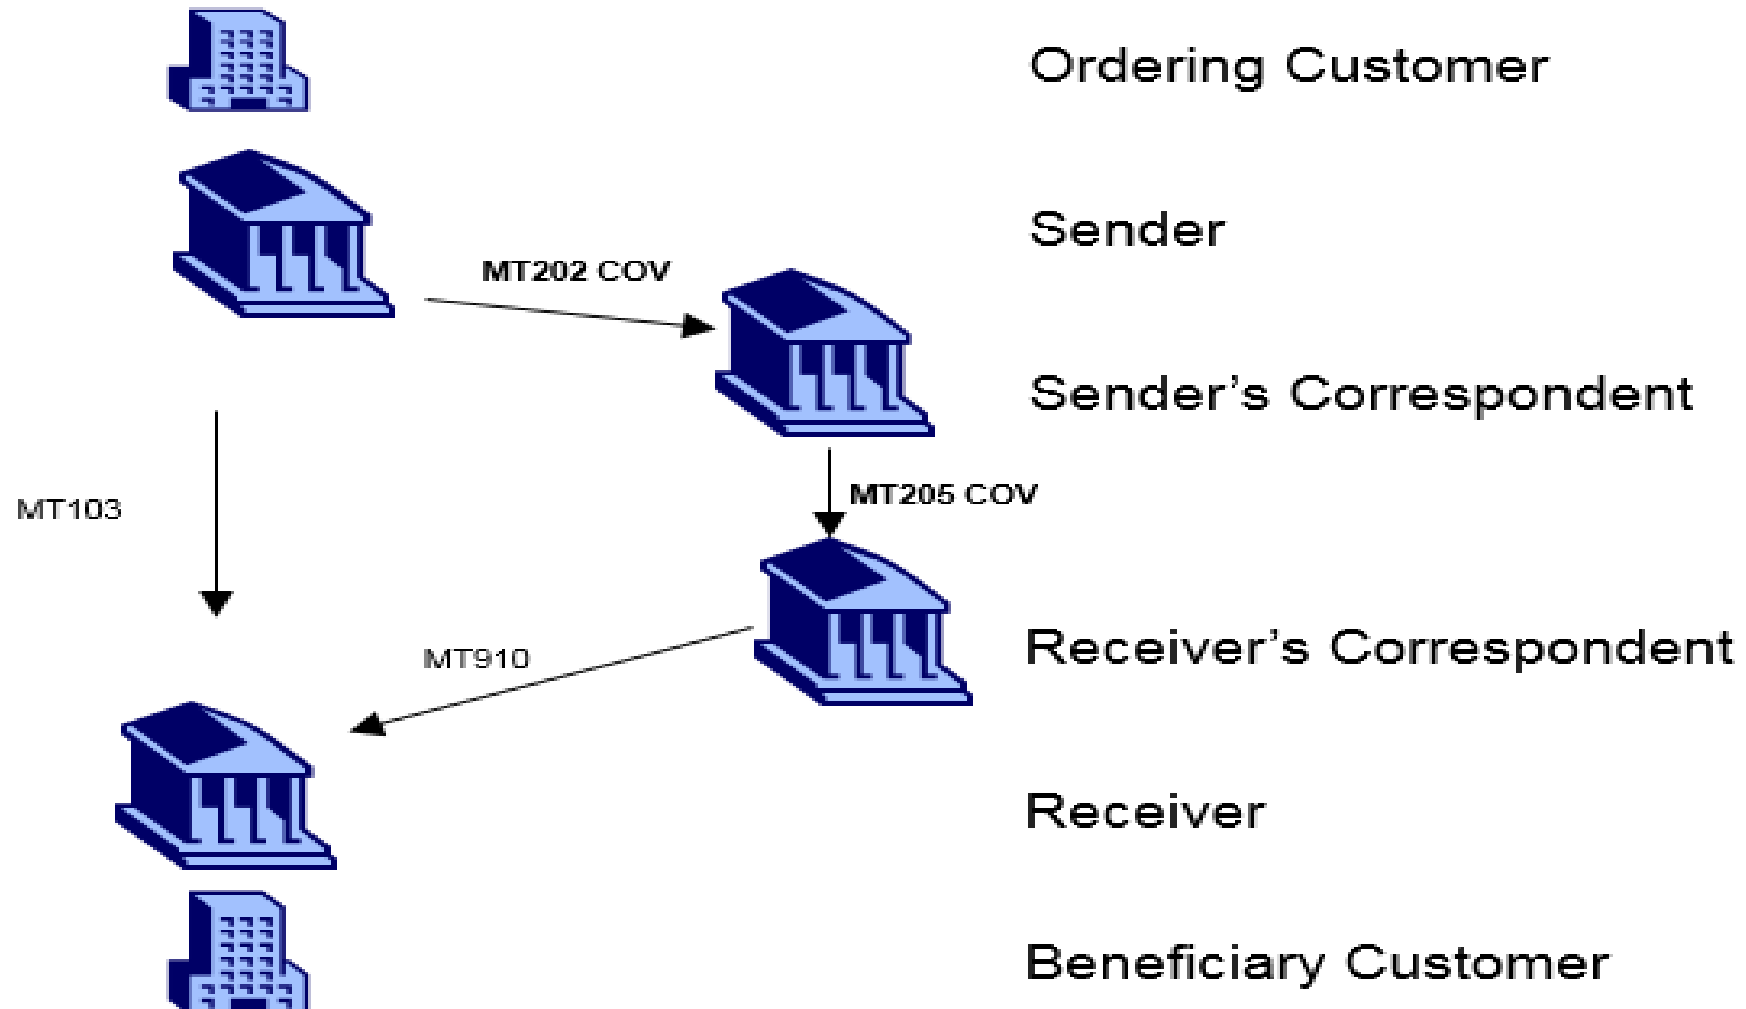 Ordering Customer
Sender
MT202 COV
Sender's Correspondent
MT205 COV
MT103
Receiver's Correspondent
MT910
Receiver
Beneficiary Customer